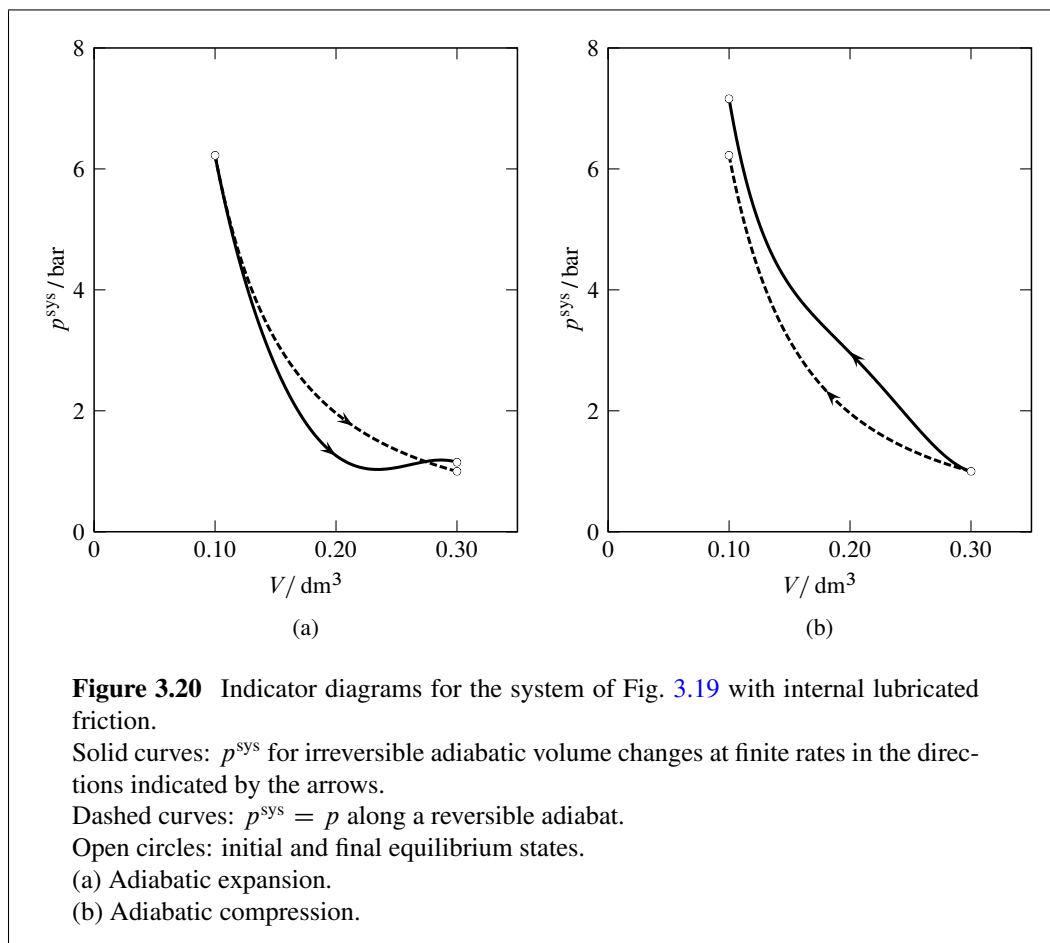 8
6
4
2
0
p^sys/bar
0
0.10
0.20
0.30
V/ dm³
(a)
8
6
4
2
0
p^sys/bar
0
0.10
0.20
0.30
V/ dm³
(b)
Figure 3.20 Indicator diagrams for the system of Fig. 3.19 with internal lubricated
friction.
Solid curves: p^sys for irreversible adiabatic volume changes at finite rates in the direc-
tions indicated by the arrows.
Dashed curves: p^sys = p along a reversible adiabat.
Open circles: initial and final equilibrium states.
(a) Adiabatic expansion.
(b) Adiabatic compression.